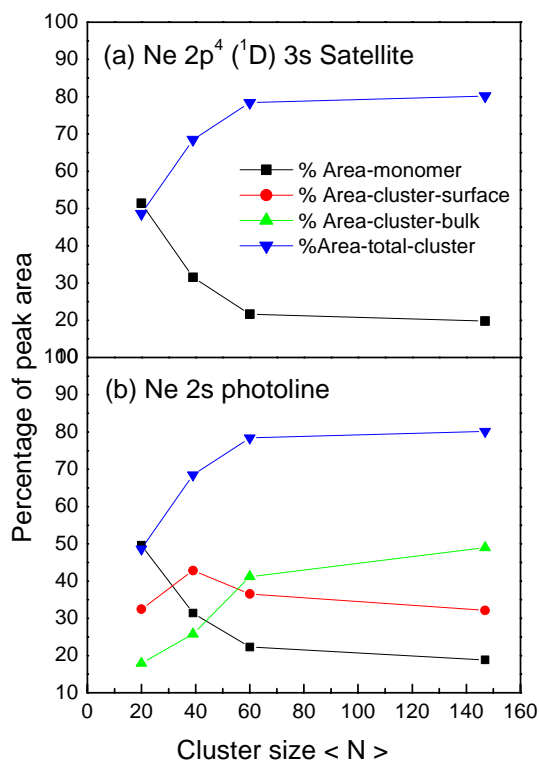 100
(a) Ne 2p⁴ (¹D) 3s Satellite
90
80
70
60
50
40
30
20
10
% Area-monomer
% Area-cluster-surface
% Area-cluster-bulk
%Area-total-cluster
Percentage of peak area
100
(b) Ne 2s photoline
90
80
70
60
50
40
30
20
10
0 20 40 60 80 100 120 140 160
Cluster size < N >